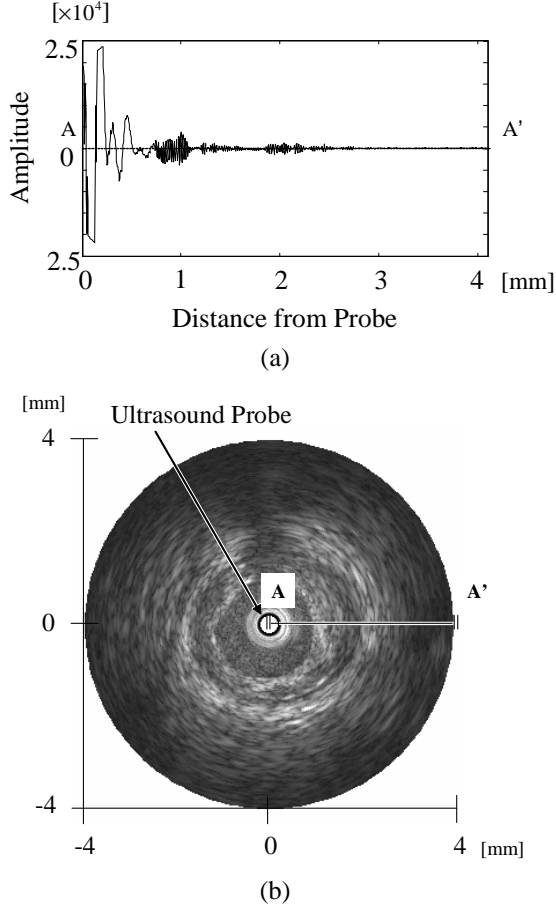 [×10⁴]
2.5
A
0
2.5
Amplitude
A'
0 1 2 3 4 [mm]
Distance from Probe
(a)
[mm]
Ultrasound Probe
4
A
A'
0
-4
-4 0 4 [mm]
(b)